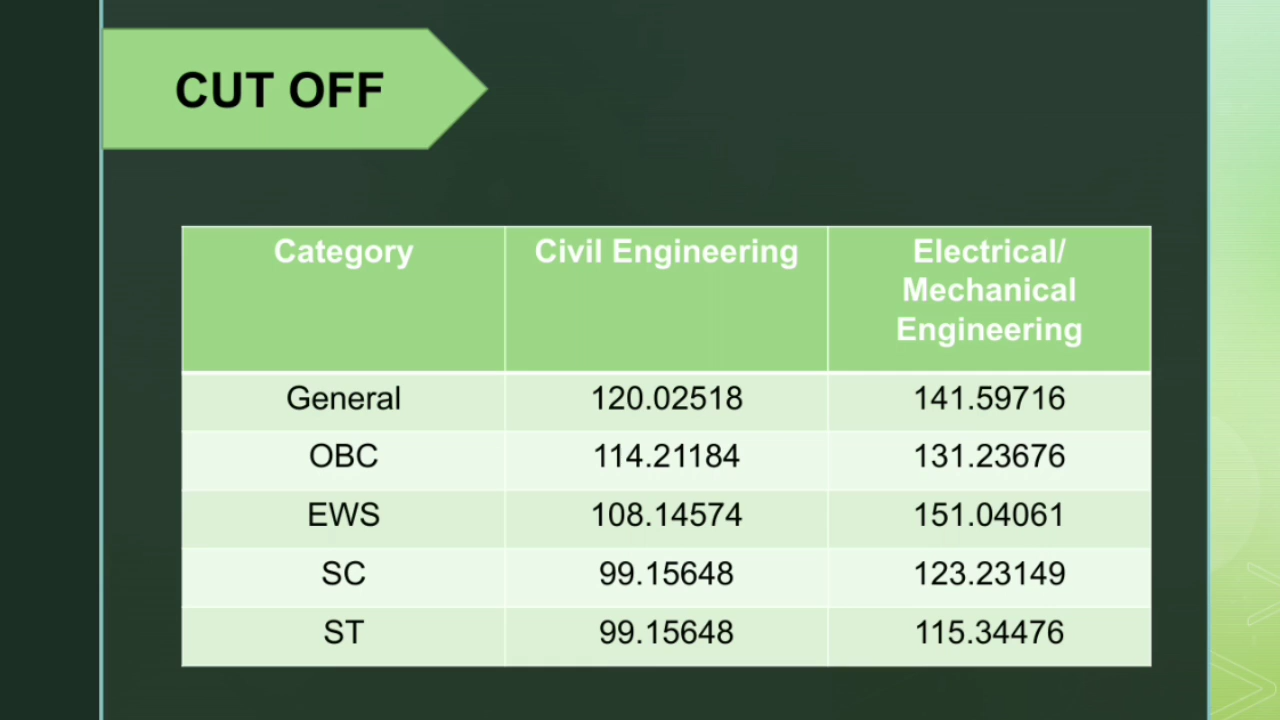 CUT OFF
Category Civil Engineering Electrical/
Mechanical
Engineering
General 120.02518 141.59716
OBC 114.21184 131.23676
EWS 108.14574 151.04061
SC 99.15648 123.23149
ST 99.15648 115.34476